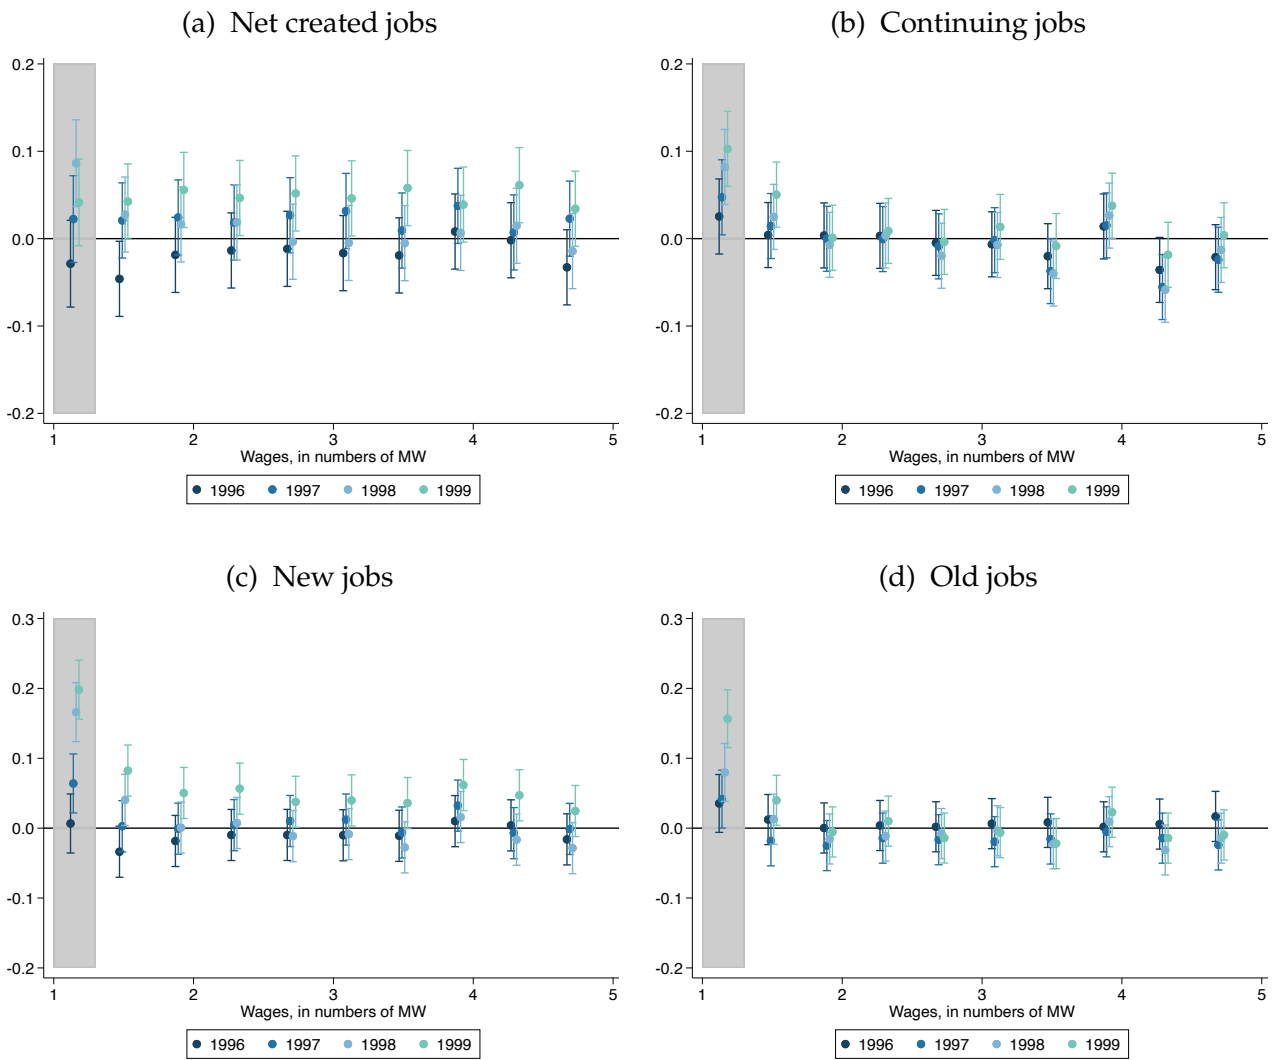 (a) Net created jobs
0.2
0.1
0.0
-0.1
-0.2
1 2 3 4 5
Wages, in numbers of MW
1996 1997 1998 1999
(b) Continuing jobs
0.2
0.1
0.0
-0.1
-0.2
1 2 3 4 5
Wages, in numbers of MW
1996 1997 1998 1999
(c) New jobs
0.3
0.2
0.1
0.0
-0.1
-0.2
1 2 3 4 5
Wages, in numbers of MW
1996 1997 1998 1999
(d) Old jobs
0.3
0.2
0.1
0.0
-0.1
-0.2
1 2 3 4 5
Wages, in numbers of MW
1996 1997 1998 1999